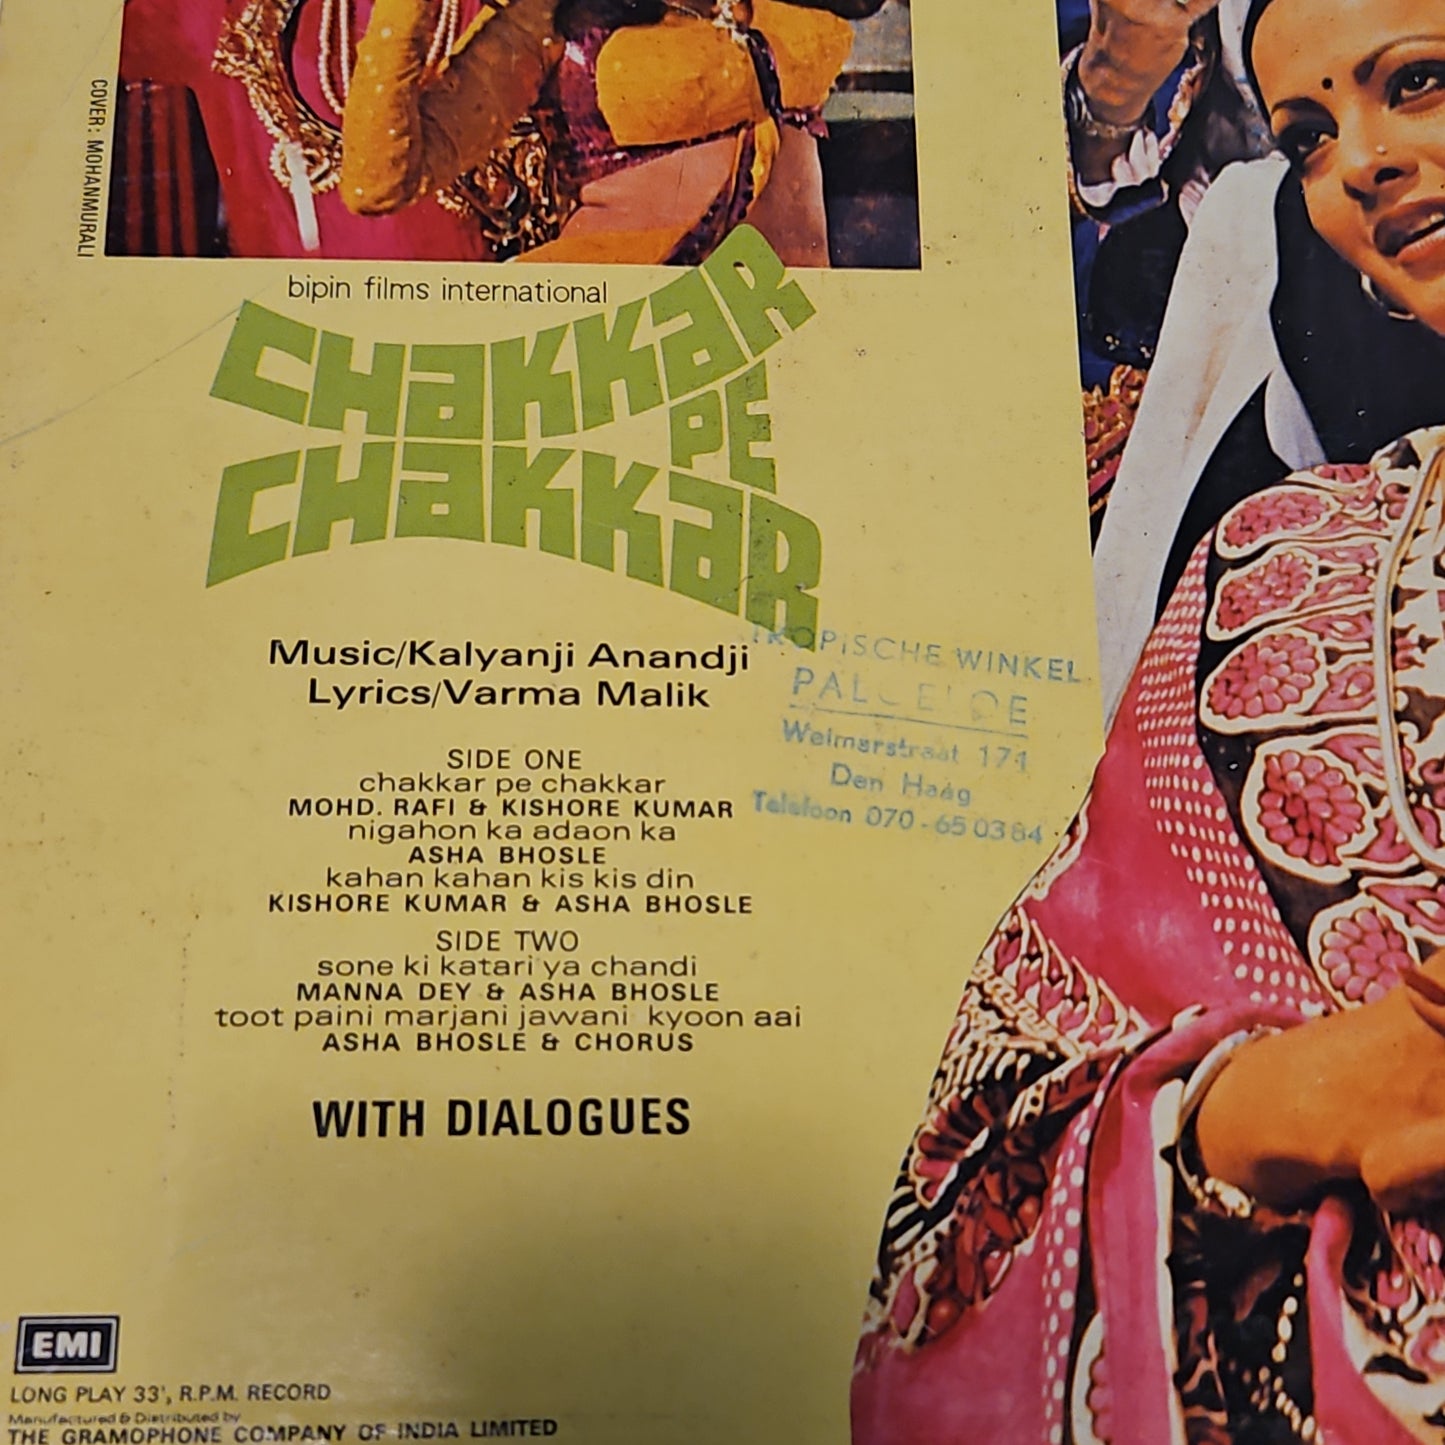 COVER: MOHANMURALI
bipin films international
CHAKKAR
PE
CHAKKAR
Music/Kalyanji Anandji
Lyrics/Varma Malik
SIDE ONE
chakkar pe chakkar
MOHD. RAFI & KISHORE KUMAR
nigahon ka adaon ka
ASHA BHOSLE
kahan kahan kis kis din
KISHORE KUMAR & ASHA BHOSLE
SIDE TWO
sone ki katari ya chandi
MANNA DEY & ASHA BHOSLE
toot paini marjani jawani kyoon aai
ASHA BHOSLE & CHORUS
WITH DIALOGUES
TROPISCHE WINKEL
Weimarstraat 171
Den Haag
Telefoon 070-650384
EMI
LONG PLAY 33⅓ R.P.M. RECORD
Manufactured & Distributed by
THE GRAMOPHONE COMPANY OF INDIA LIMITED